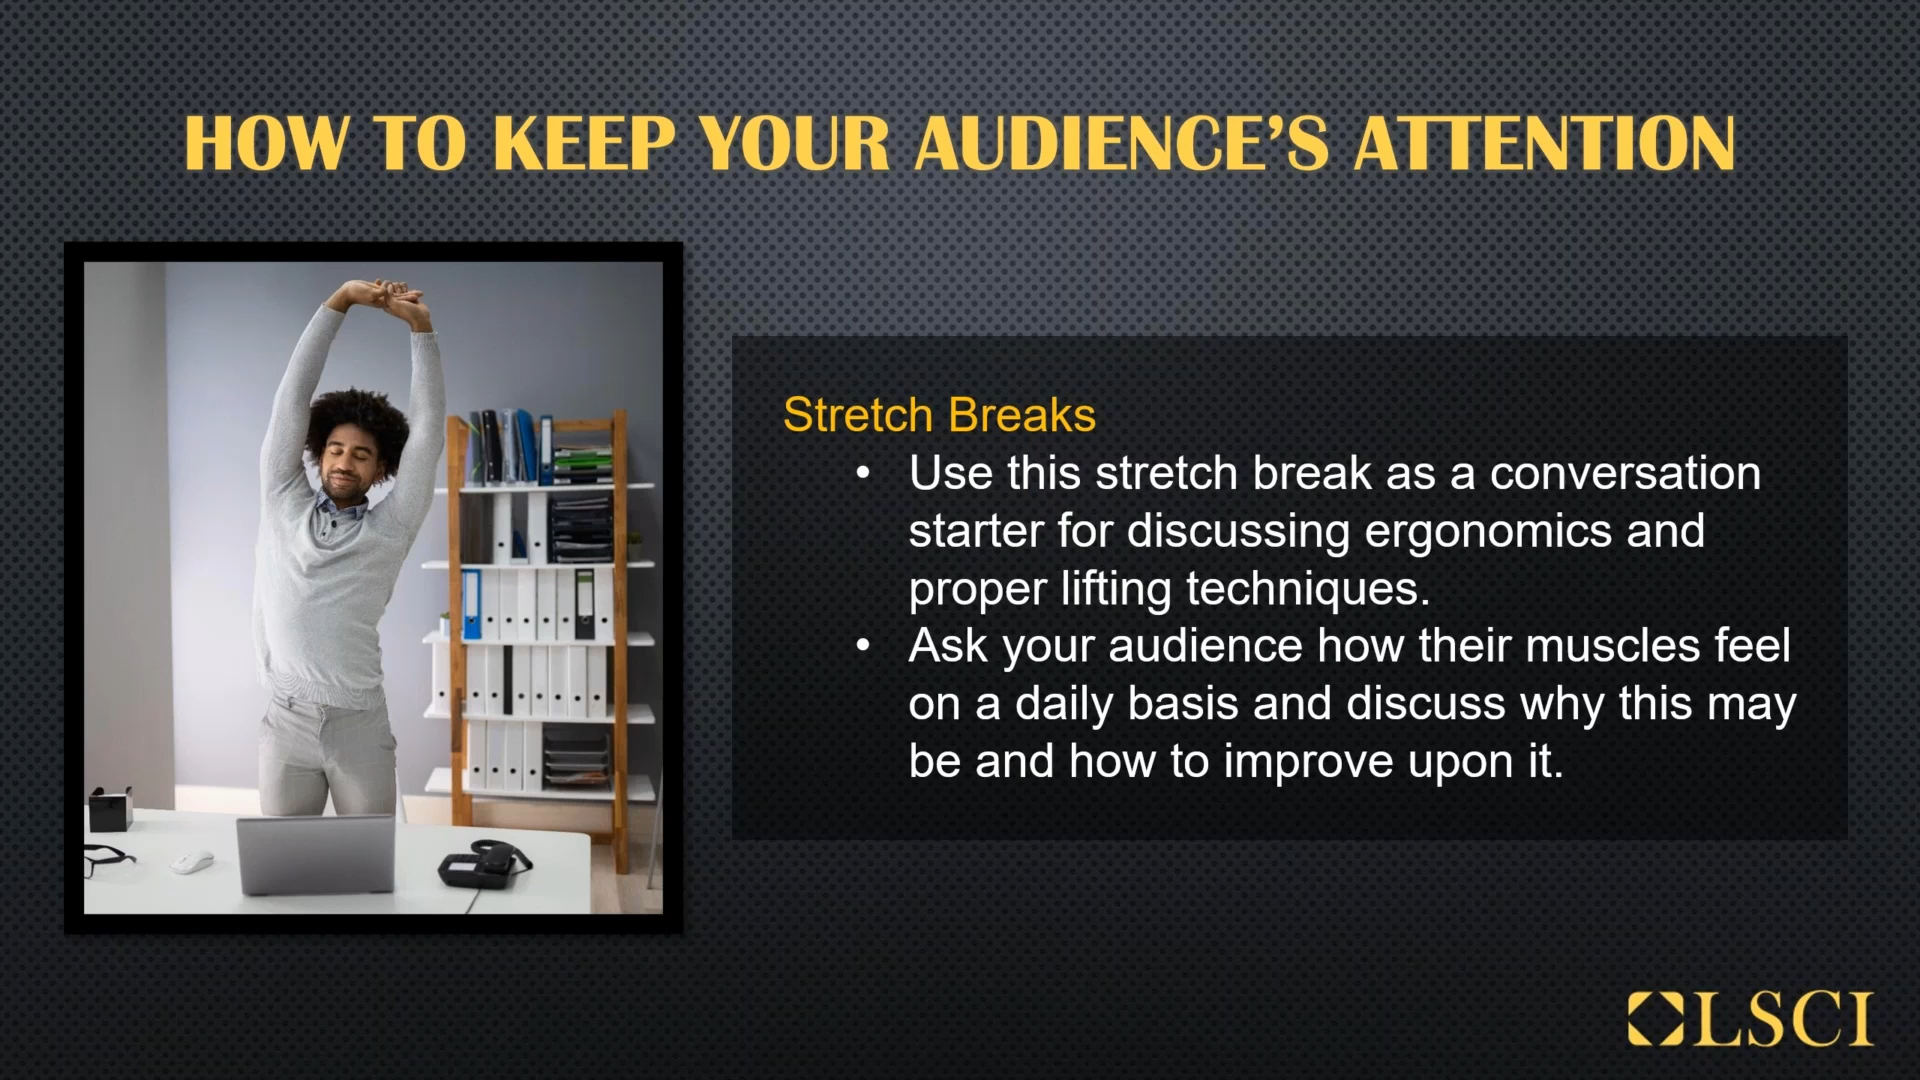 HOW TO KEEP YOUR AUDIENCE’S ATTENTION
Stretch Breaks
• Use this stretch break as a conversation
starter for discussing ergonomics and
proper lifting techniques.
• Ask your audience how their muscles feel
on a daily basis and discuss why this may
be and how to improve upon it.
LSCI